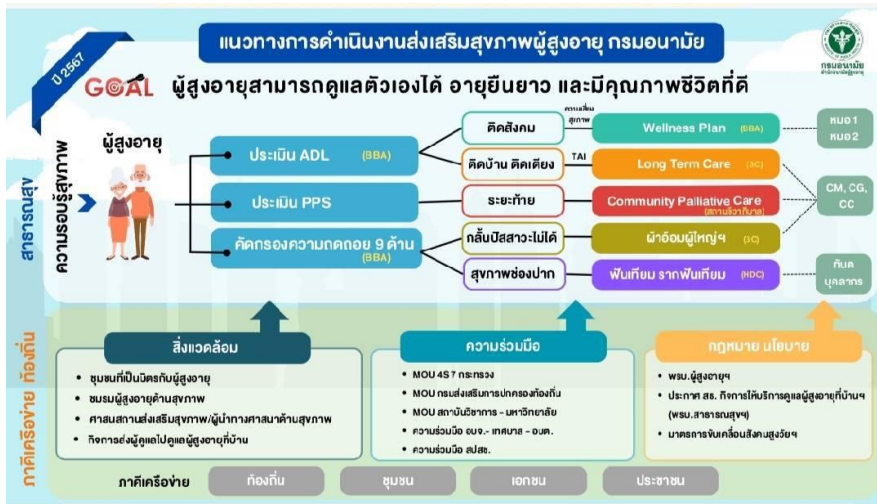 แนวทางการดำเนินงานส่งเสริมสุขภาพผู้สูงอายุ กรมอนามัย
กรมอนามัย
สำนักอนามัยผู้สูงอายุ
ปี 2567
GOAL ผู้สูงอายุสามารถดูแลตัวเองได้ อายุยืนยาว และมีคุณภาพชีวิตที่ดี
สาธารณสุข
ความรอบรู้สุขภาพ
ผู้สูงอายุ
ประเมิน ADL (BBA)
ประเมิน PPS
คัดกรองความถดถอย 9 ด้าน
(BBA)
ติดสังคม
ความเสี่ยง
สุขภาพ
Wellness Plan (BBA)
หมอ 1
หมอ 2
ติดบ้าน ติดเตียง
TAI
Long Term Care (3C)
ระยะท้าย
Community Palliative Care
(สถานชีวาภิบาล)
CM, CG,
CC
กลั้นปัสสาวะไม่ได้
ผ้าอ้อมผู้ใหญ่ฯ (3C)
สุขภาพช่องปาก
ฟันเทียม รากฟันเทียม (HDC)
ทันต
บุคลากร
ภาคีเครือข่าย ท้องถิ่น
สิ่งแวดล้อม
• ชุมชนที่เป็นมิตรกับผู้สูงอายุ
• ชมรมผู้สูงอายุด้านสุขภาพ
• ศาสนสถานส่งเสริมสุขภาพ/ผู้นำทางศาสนาด้านสุขภาพ
• กิจการส่งผู้ดูแลไปดูแลผู้สูงอายุที่บ้าน
ความร่วมมือ
• MOU 4ร 7 กระทรวง
• MOU กรมส่งเสริมการปกครองท้องถิ่น
• MOU สถาบันวิชาการ - มหาวิทยาลัย
• ความร่วมมือ อบจ.- เทศบาล - อบต.
• ความร่วมมือ สปสช.
กฎหมาย นโยบาย
• พรบ.ผู้สูงอายุฯ
• ประกาศ สธ. กิจการให้บริการดูแลผู้สูงอายุที่บ้านฯ
(พรบ.สาธารณสุขฯ)
• มาตรการขับเคลื่อนสังคมสูงวัยฯ
ภาคีเครือข่าย
ท้องถิ่น
ชุมชน
เอกชน
ประชาชน